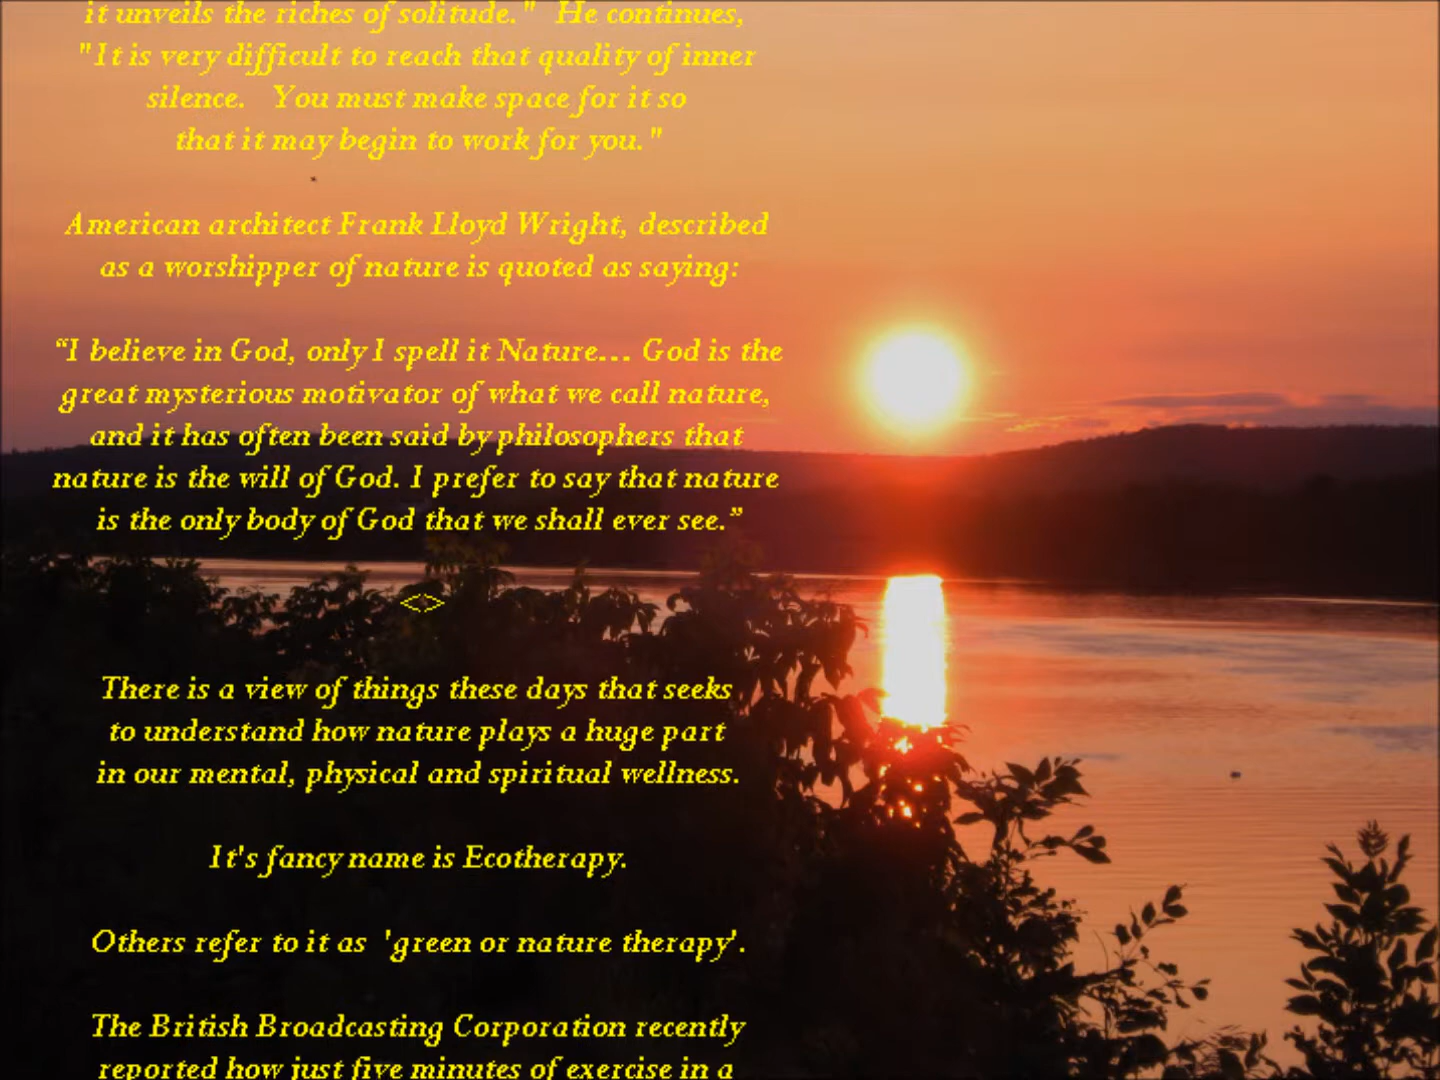 it unveils the riches of solitude."   He continues,
"It is very difficult to reach that quality of inner
silence.   You must make space for it so
that it may begin to work for you."
American architect Frank Lloyd Wright, described
as a worshipper of nature is quoted as saying:
“I believe in God, only I spell it Nature… God is the
great mysterious motivator of what we call nature,
and it has often been said by philosophers that
nature is the will of God. I prefer to say that nature
is the only body of God that we shall ever see.”
<>
There is a view of things these days that seeks
to understand how nature plays a huge part
in our mental, physical and spiritual wellness.
It's fancy name is Ecotherapy.
Others refer to it as  'green or nature therapy'.
The British Broadcasting Corporation recently
reported how just five minutes of exercise in a